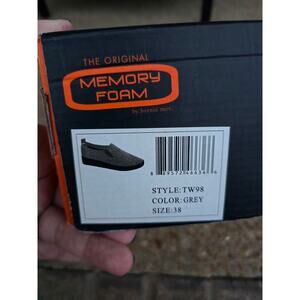 THE ORIGINAL
MEMORY
FOAM
STYLE:TW98
COLOR: GREY
SIZE:38